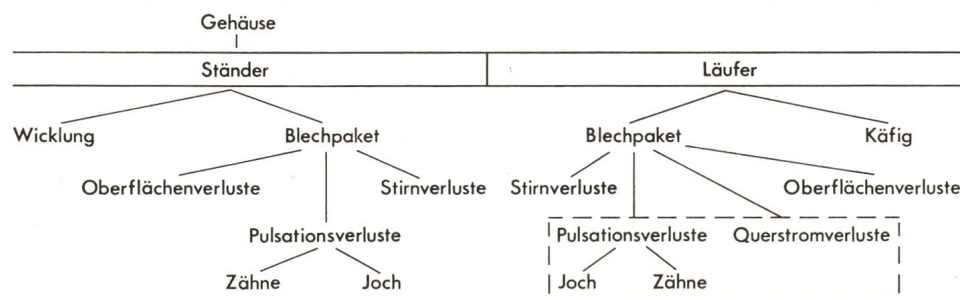 Gehäuse
Ständer Läufer
Wicklung Blechpaket Blechpaket Käfig
Oberflächenverluste Stirnverluste Stirnverluste Oberflächenverluste
Pulsationsverluste Pulsationsverluste Querstromverluste
Zähne Joch Joch Zähne